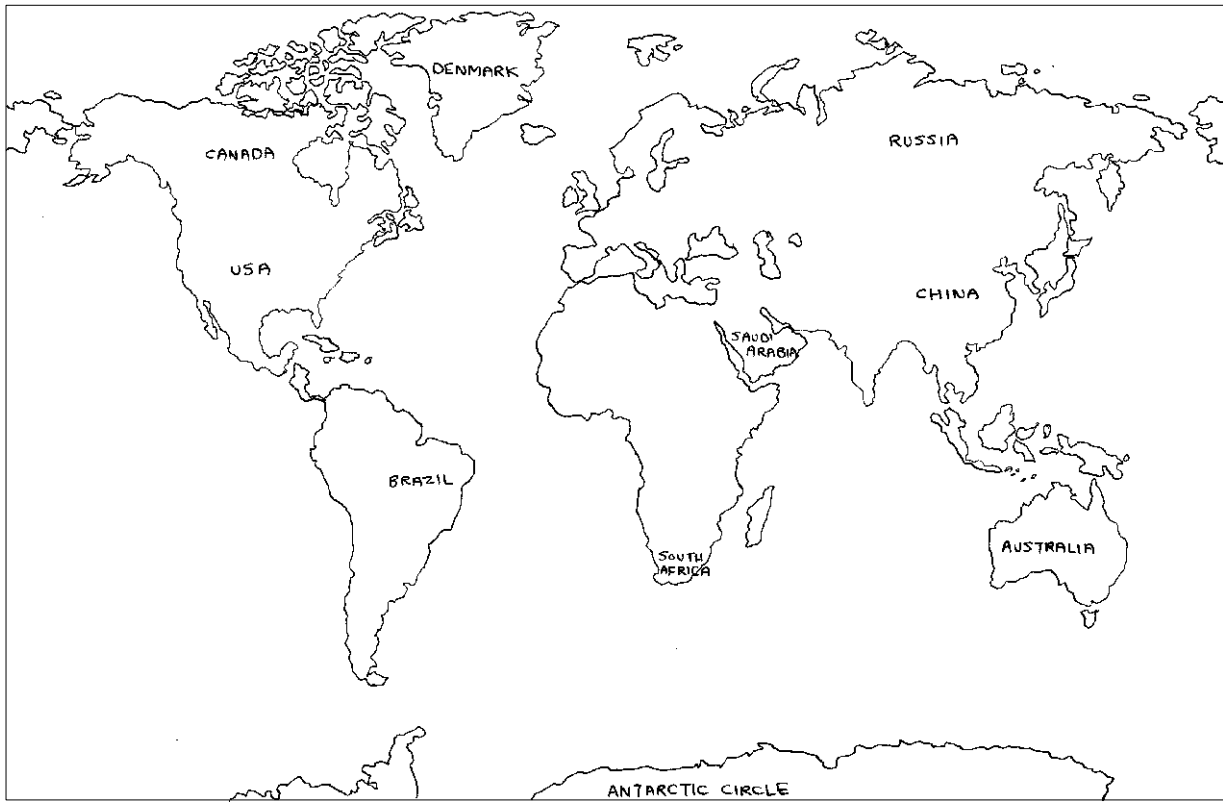 DENMARK
CANADA
RUSSIA
USA
CHINA
SAUDI
ARABIA
BRAZIL
SOUTH
AFRICA
AUSTRALIA
ANTARCTIC CIRCLE